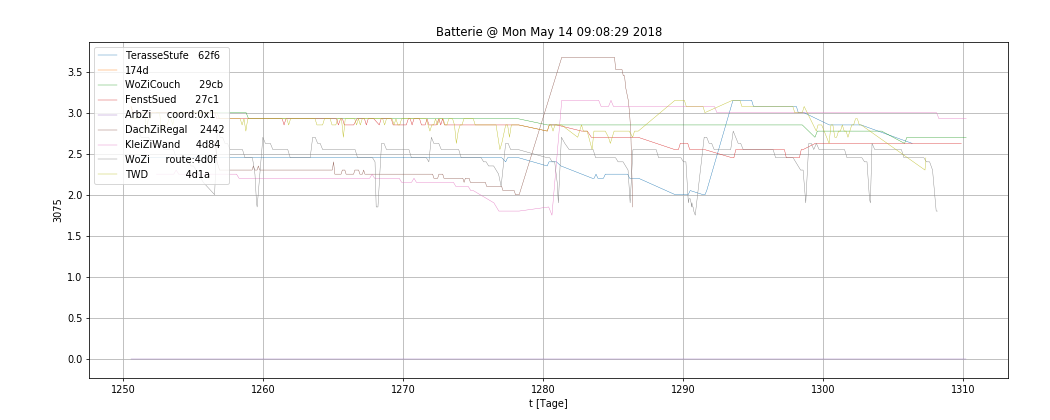 Batterie @ Mon May 14 09:08:29 2018
TerasseStufe 62f6
174d
WoZiCouch 29cb
FenstSued 27c1
ArbZi coord:0x1
DachZiRegal 2442
KleiZiWand 4d84
WoZi route:4d0f
TWD 4d1a
3.5
3.0
2.5
2.0
1.5
1.0
0.5
0.0
3075
1250 1260 1270 1280 1290 1300 1310
t [Tage]